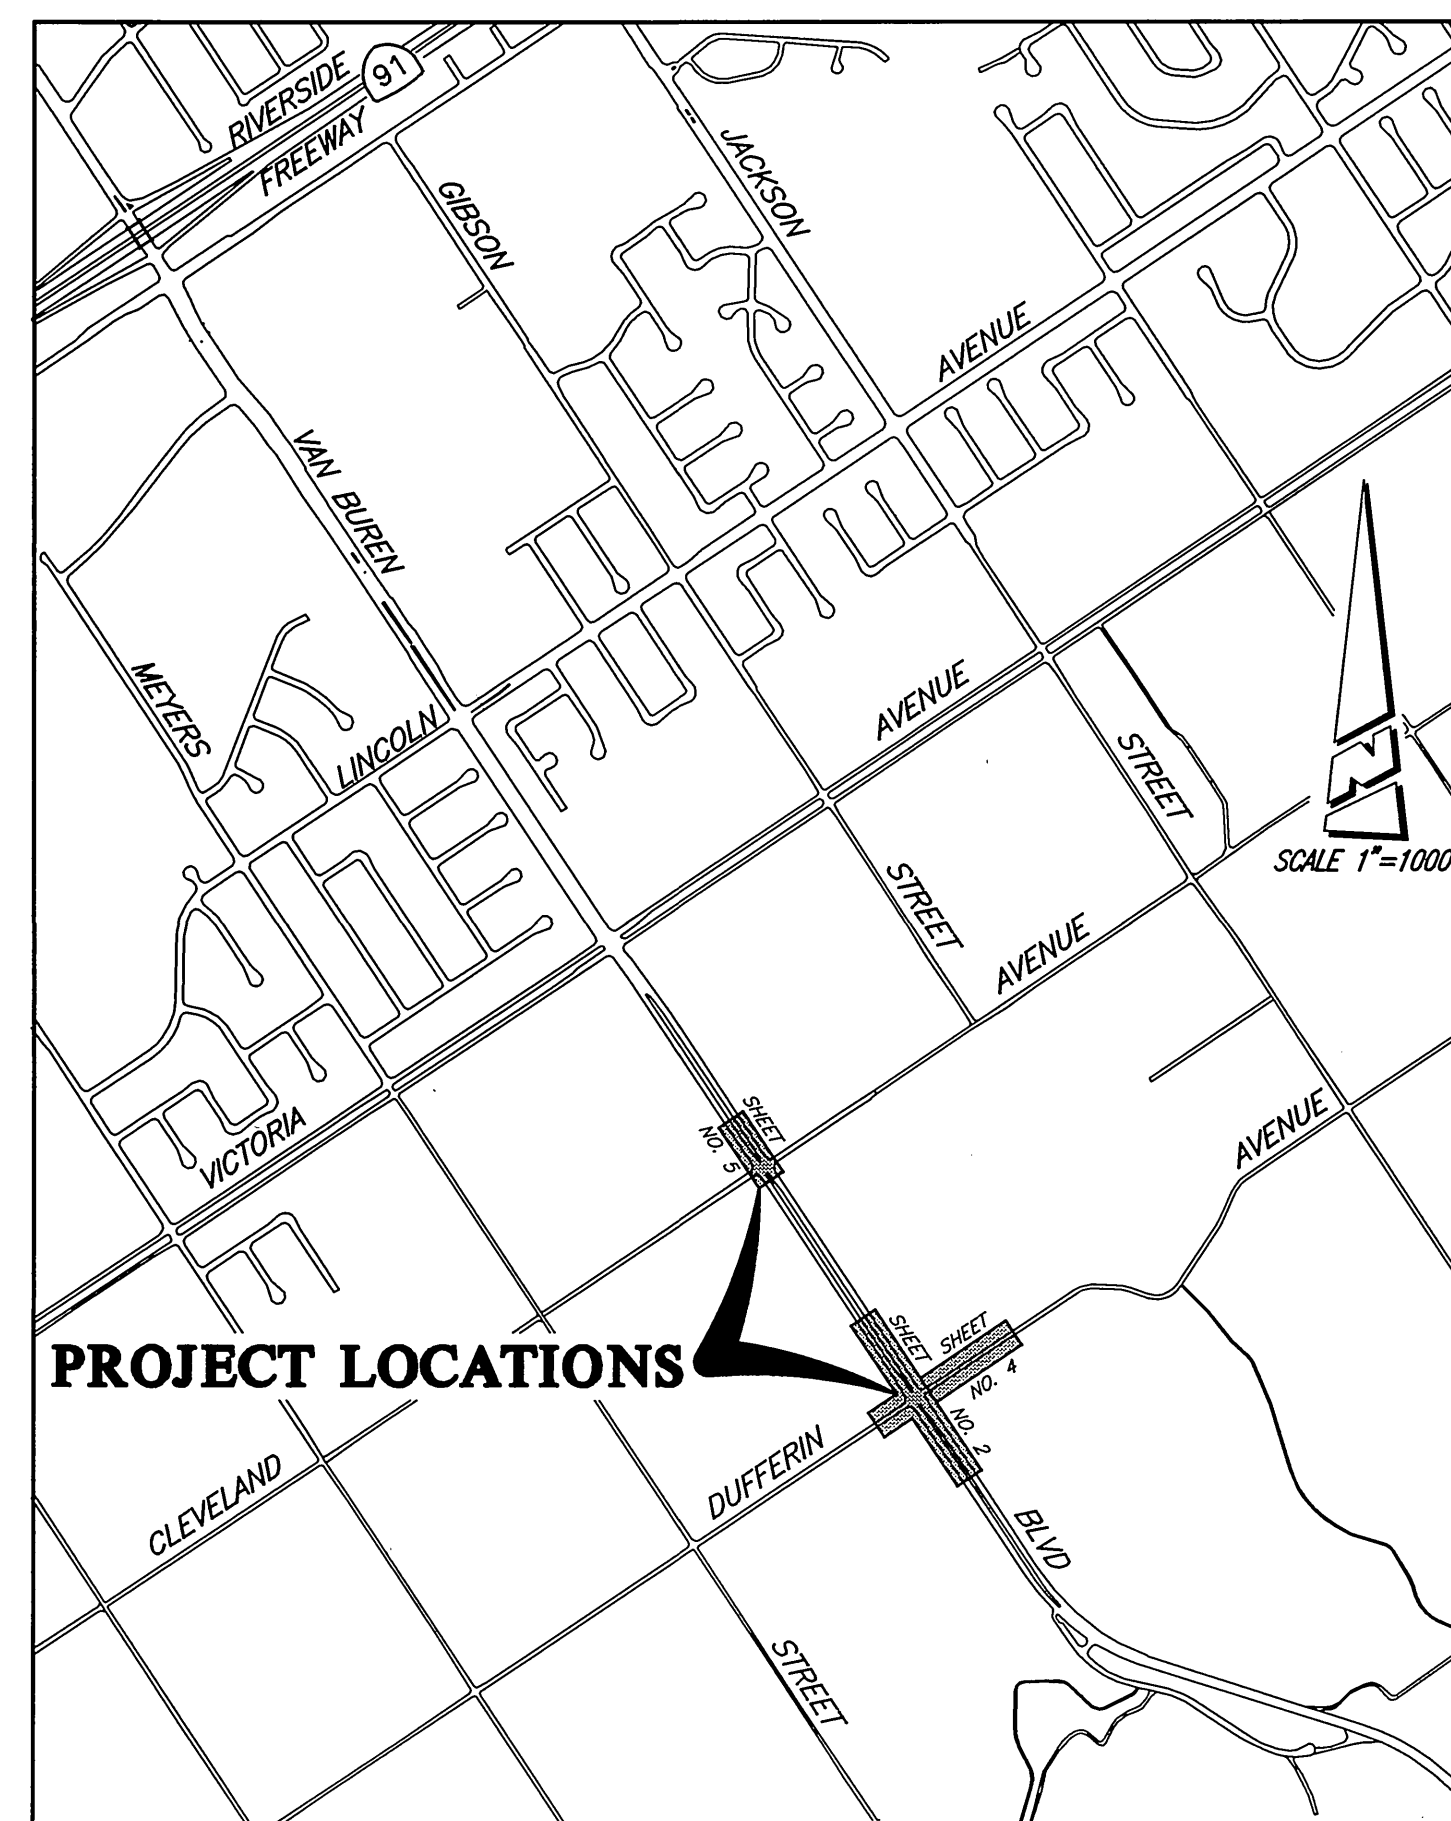 RIVERSIDE
FREEWAY
91
GIBSON
JACKSON
AVENUE
VAN BUREN
MEYERS
LINCOLN
AVENUE
STREET
SCALE 1"=1000
STREET
AVENUE
VICTORIA
SHEET
NO. 5
AVENUE
PROJECT LOCATIONS
SHEET
NO. 2
SHEET
NO. 4
DUFFERIN
CLEVELAND
BLVD
STREET
N